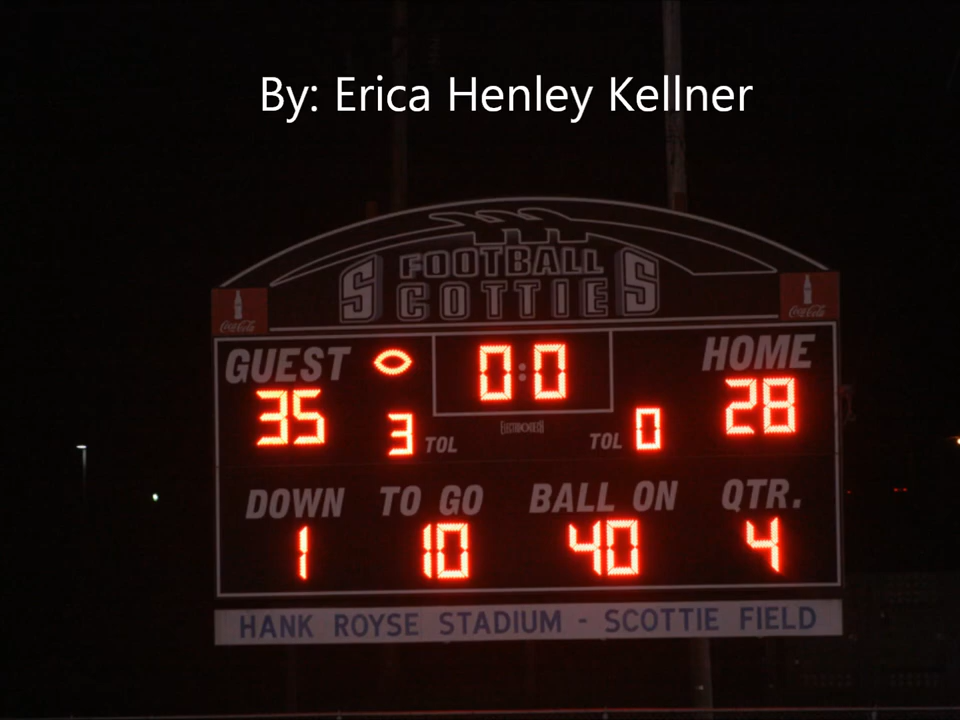 By: Erica Henley Kellner
FOOTBALL
S COTTIE S
Coca-Cola
Coca-Cola
GUEST
0:0
HOME
35
3 TOL
TOL 0
28
DOWN TO GO BALL ON QTR.
1 10 40 4
HANK ROYSE STADIUM - SCOTTIE FIELD